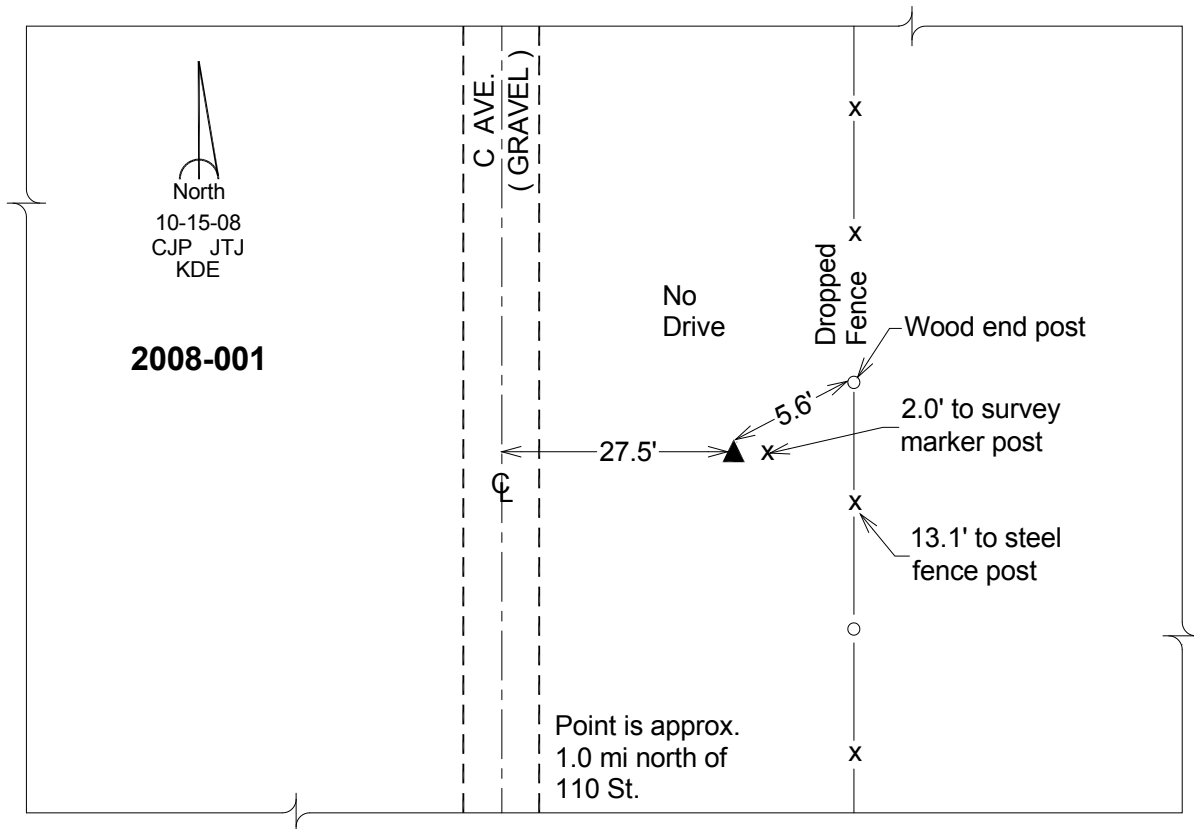 C AVE.
( GRAVEL )
North
10-15-08
CJP JTJ
KDE
2008-001
No
Drive
Dropped
Fence
x
x
Wood end post
5.6'
2.0' to survey
marker post
27.5'
x
℄
x
13.1' to steel
fence post
Point is approx.
1.0 mi north of
110 St.
x